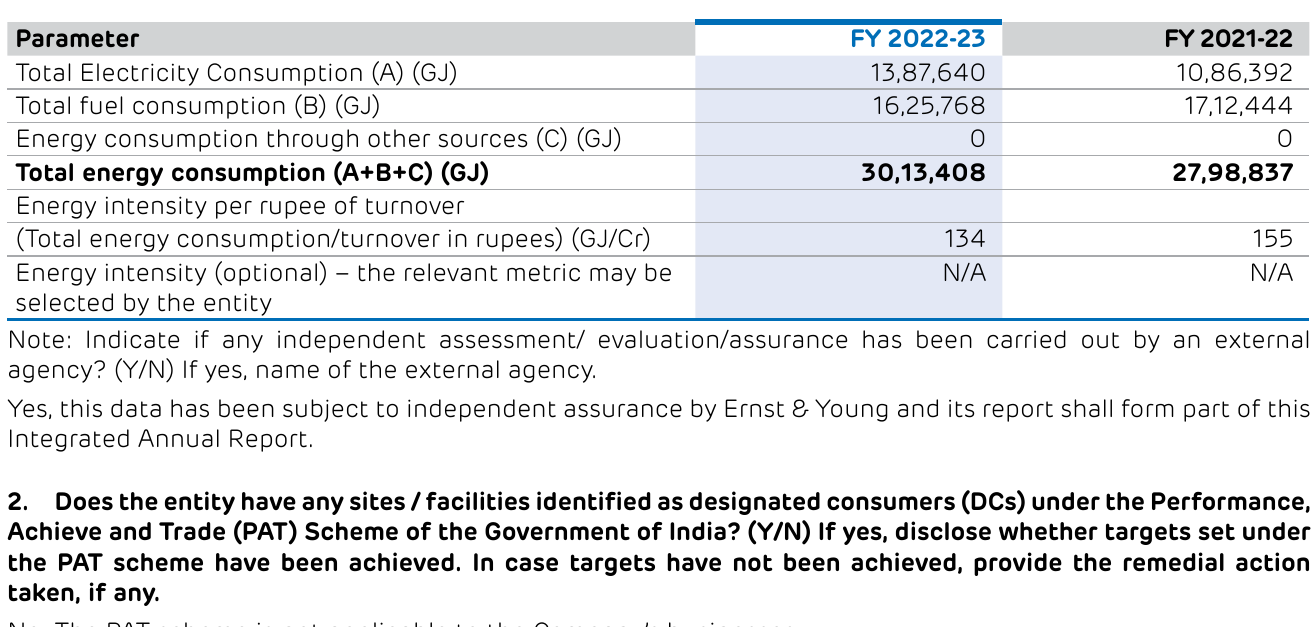 Parameter FY 2022-23 FY 2021-22
Total Electricity Consumption (A) (GJ) 13,87,640 10,86,392
Total fuel consumption (B) (GJ) 16,25,768 17,12,444
Energy consumption through other sources (C) (GJ) 0 0
Total energy consumption (A+B+C) (GJ) 30,13,408 27,98,837
Energy intensity per rupee of turnover
(Total energy consumption/turnover in rupees) (GJ/Cr) 134 155
Energy intensity (optional) – the relevant metric may be N/A N/A
selected by the entity
Note: Indicate if any independent assessment/ evaluation/assurance has been carried out by an external
agency? (Y/N) If yes, name of the external agency.
Yes, this data has been subject to independent assurance by Ernst & Young and its report shall form part of this
Integrated Annual Report.
2. Does the entity have any sites / facilities identified as designated consumers (DCs) under the Performance,
Achieve and Trade (PAT) Scheme of the Government of India? (Y/N) If yes, disclose whether targets set under
the PAT scheme have been achieved. In case targets have not been achieved, provide the remedial action
taken, if any.